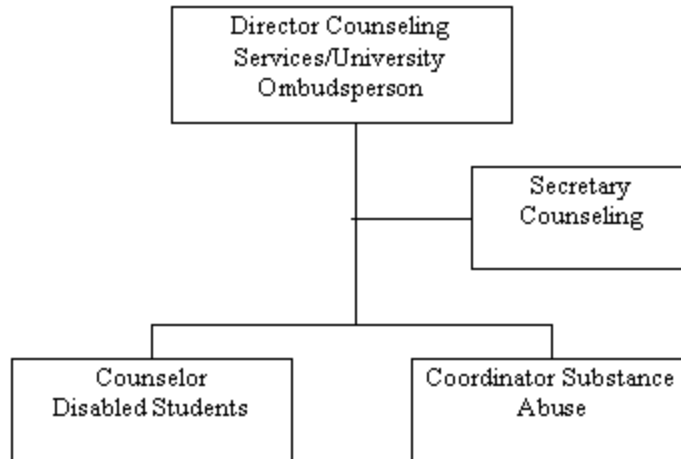 Director Counseling
Services/University
Ombudsperson
Secretary
Counseling
Counselor
Disabled Students
Coordinator Substance
Abuse